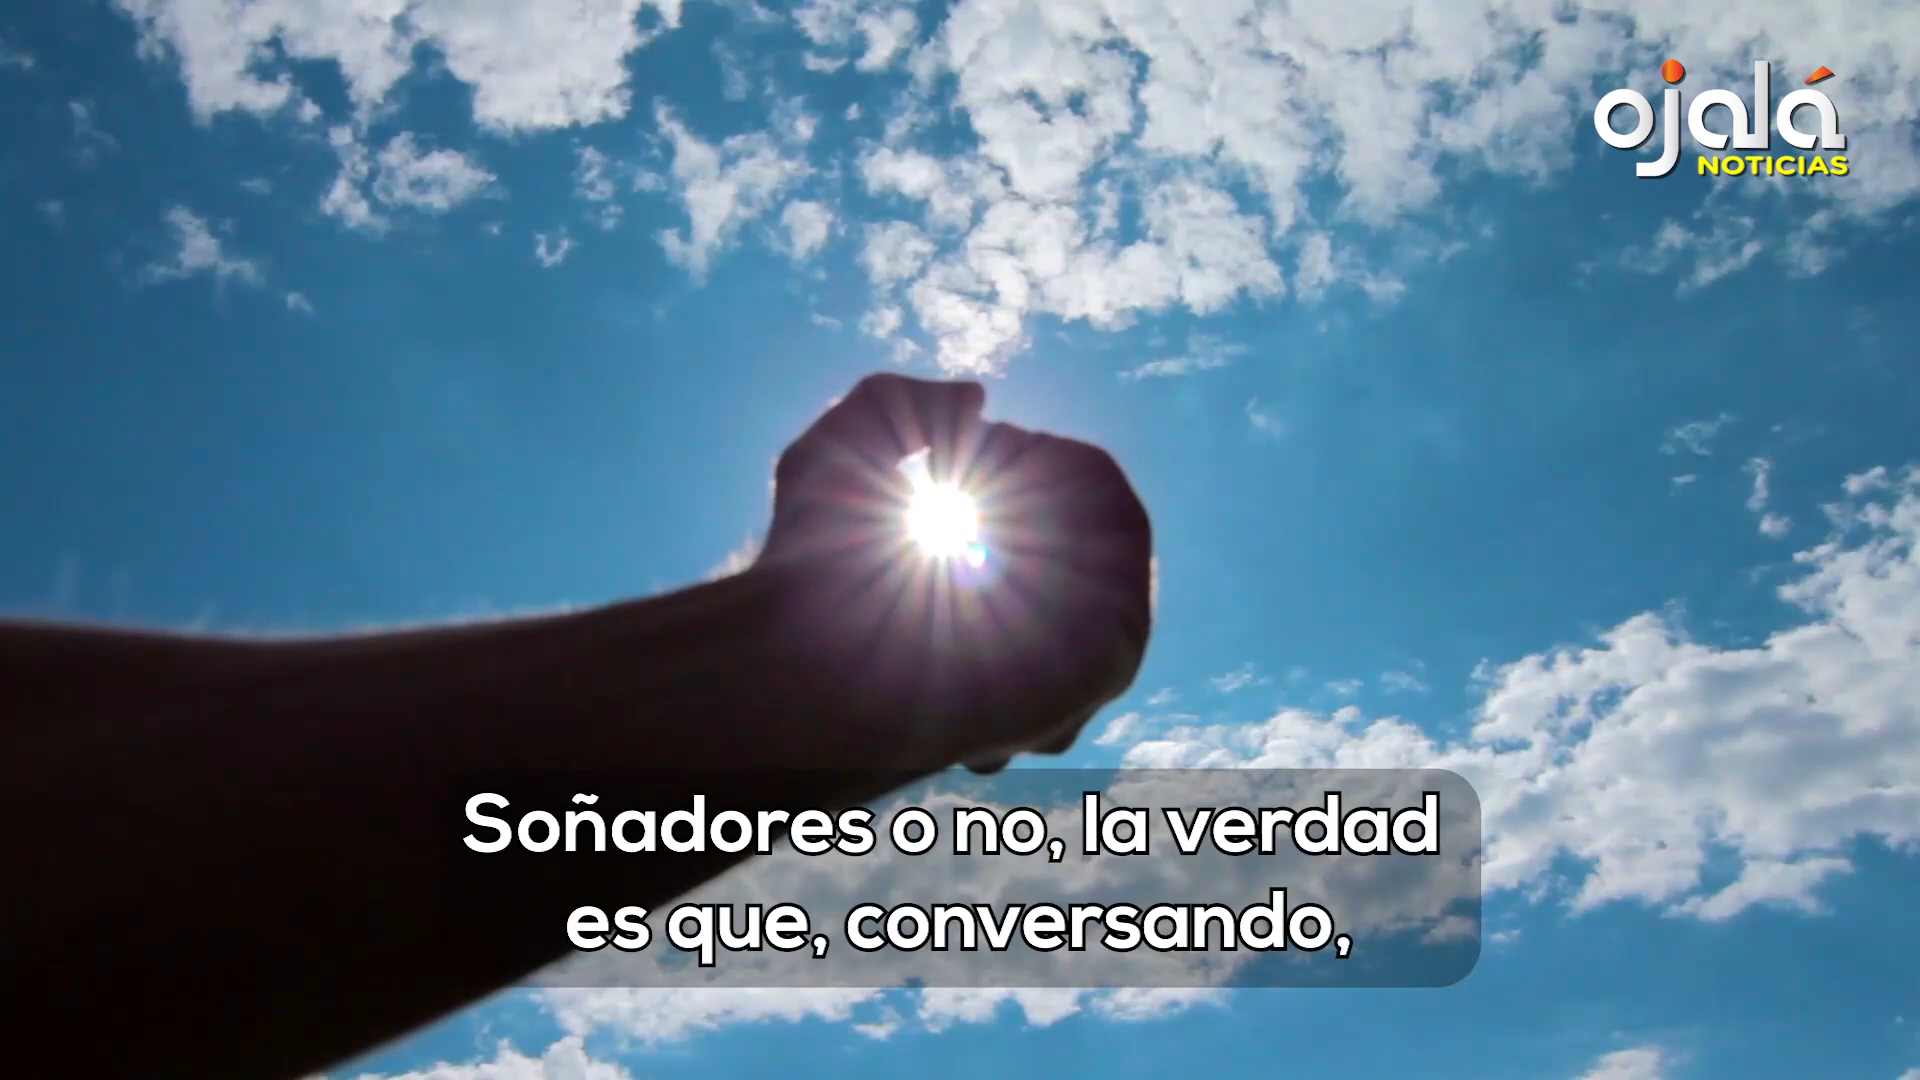 ojalá
NOTICIAS
Soñadores o no, la verdad
es que, conversando,